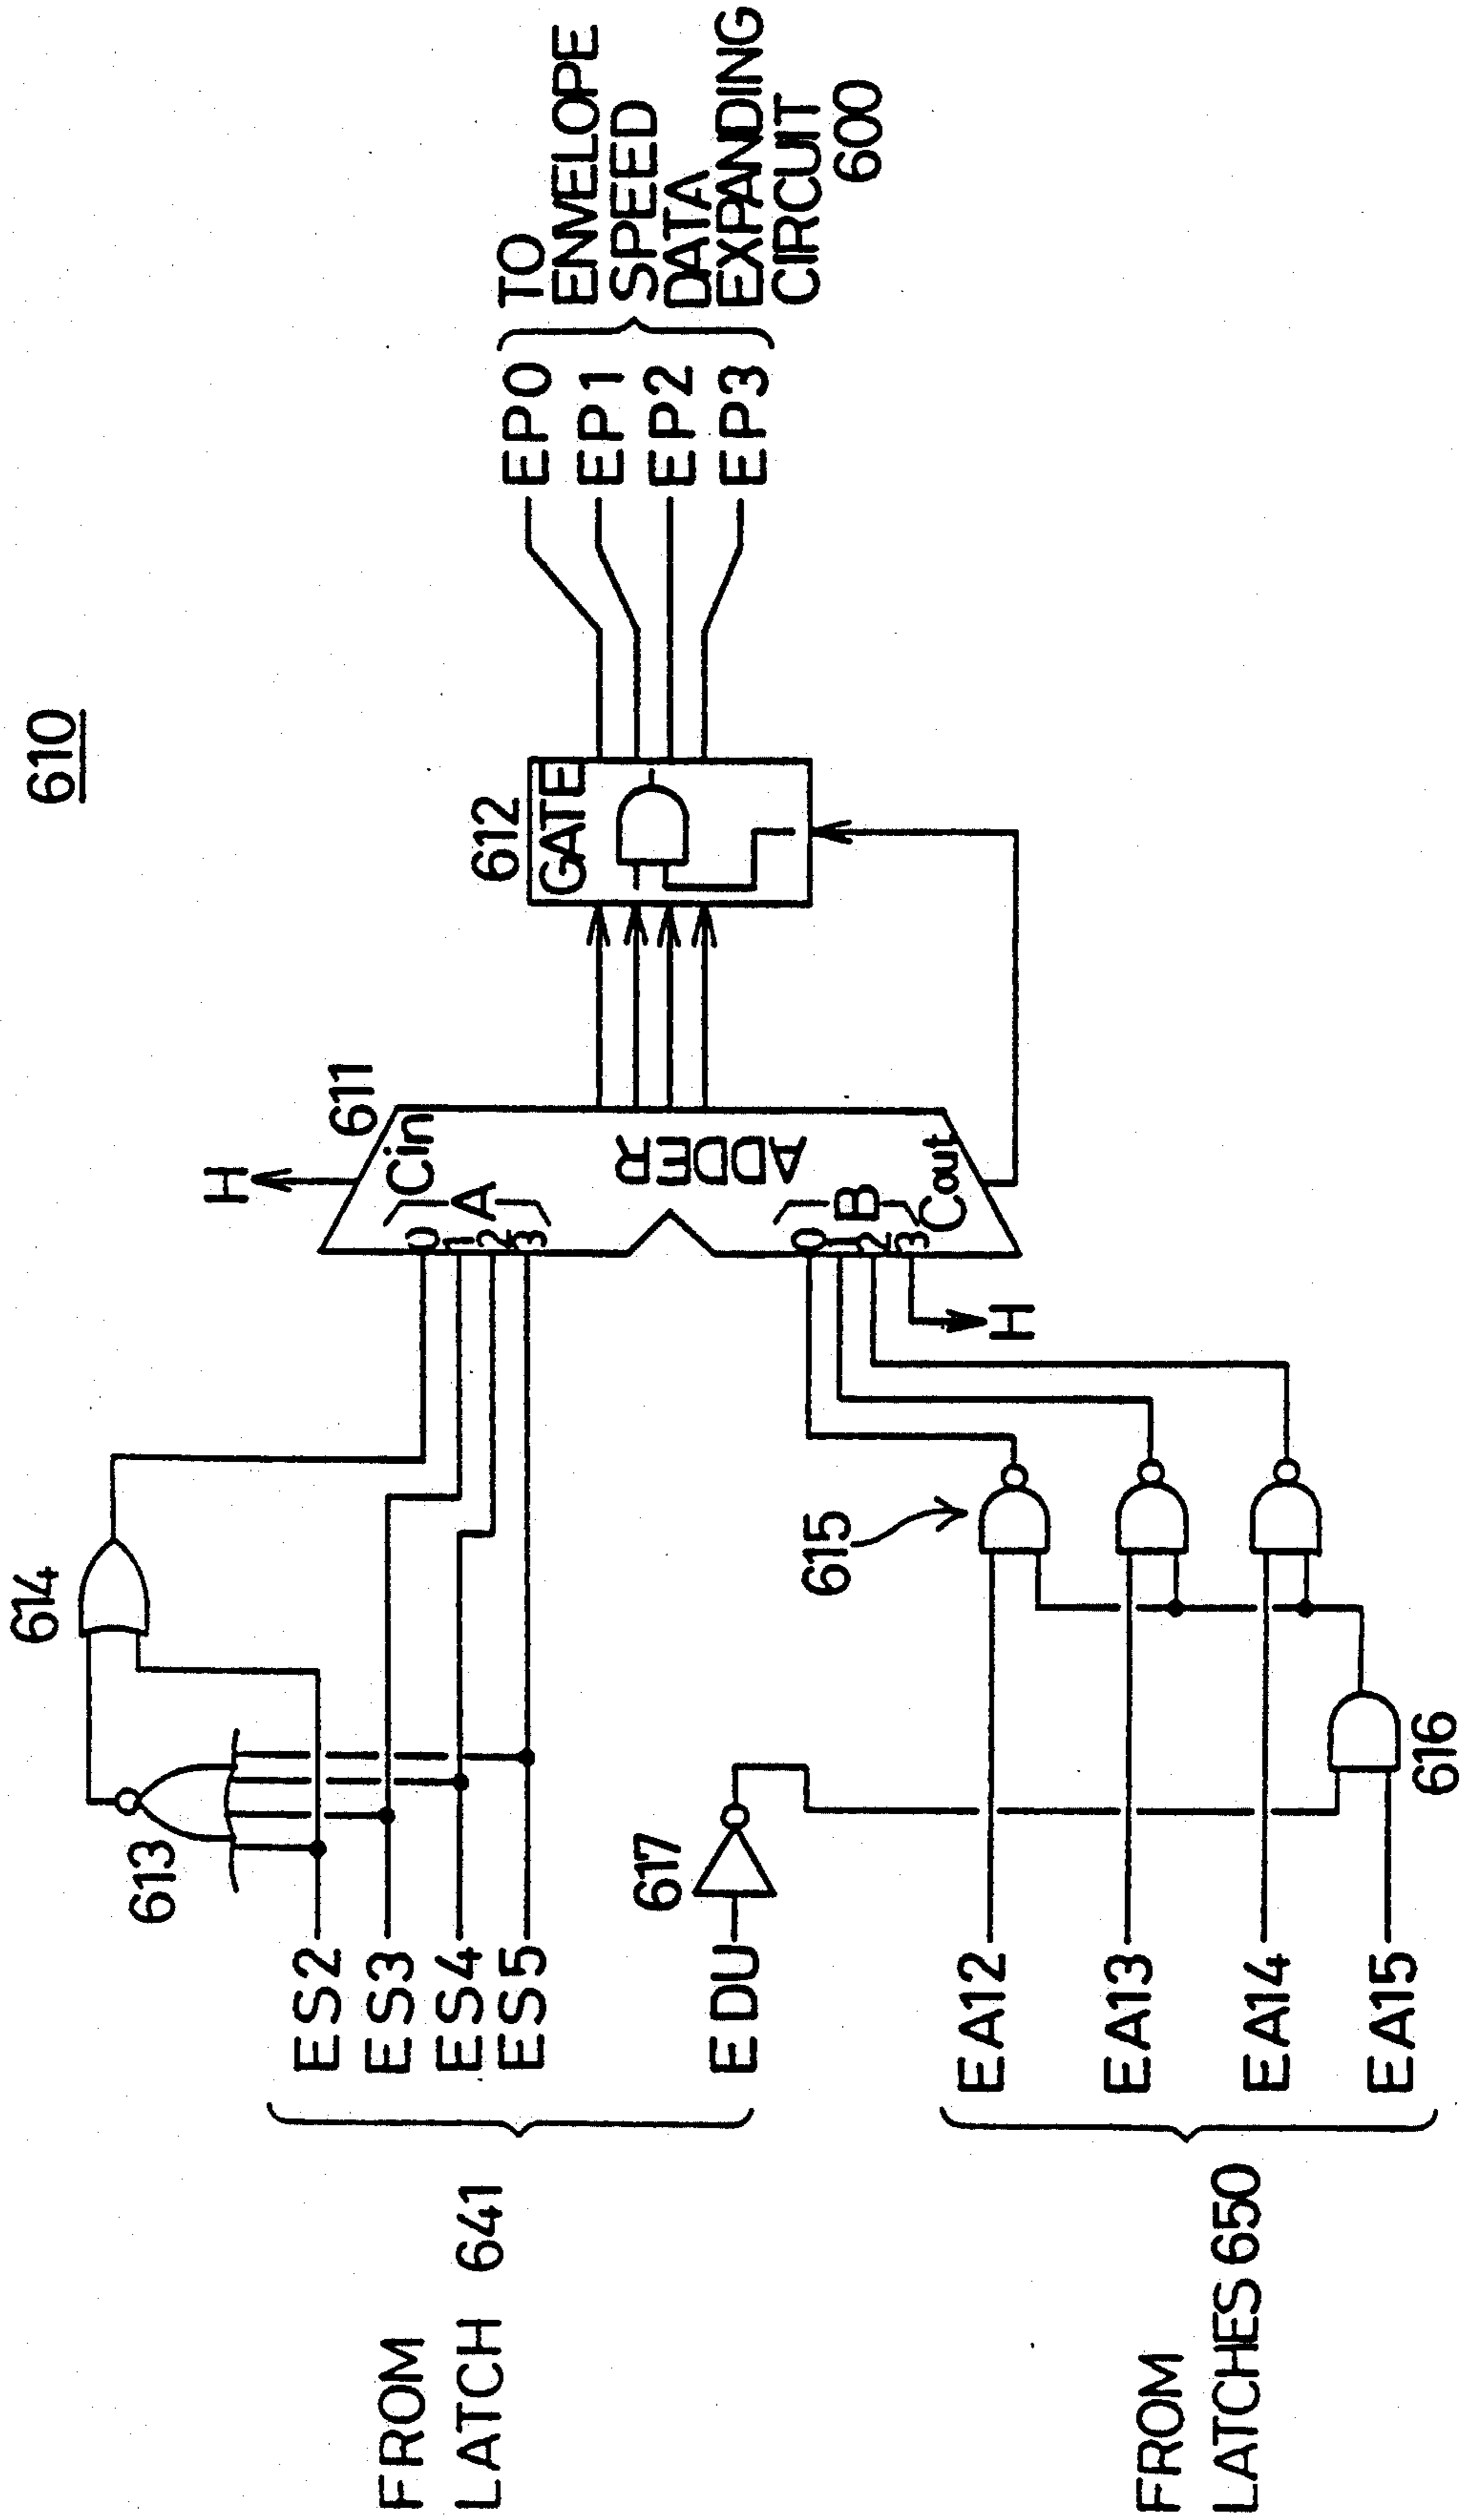 610
FROM
LATCH 641
ES2
ES3
ES4
ES5
EDU
613
614
617
FROM
LATCHES 650
EA12
EA13
EA14
EA15
615
616
H
611
Cin
0
1
2
3
A
ADDER
0
1
2
3
B
Cout
H
612
GATE
EP0
EP1
EP2
EP3
TO
ENVELOPE
SPEED
DATA
EXPANDING
CIRCUIT
600